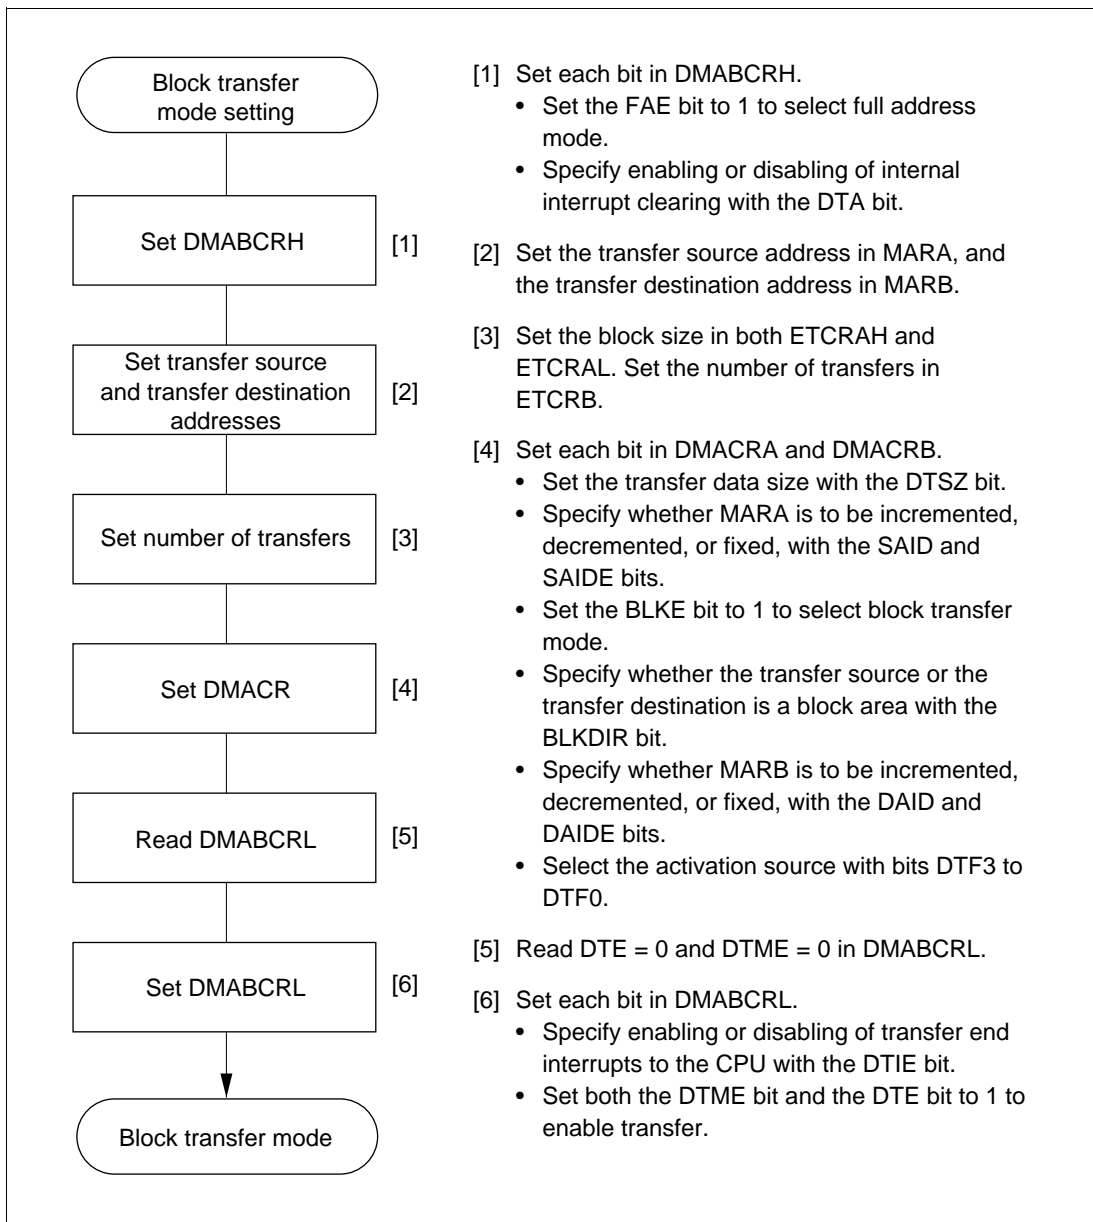 Block transfer
mode setting
Set DMABCRH
[1]
Set transfer source
and transfer destination
addresses
[2]
Set number of transfers
[3]
Set DMACR
[4]
Read DMABCRL
[5]
Set DMABCRL
[6]
Block transfer mode
[1] Set each bit in DMABCRH.
• Set the FAE bit to 1 to select full address
mode.
• Specify enabling or disabling of internal
interrupt clearing with the DTA bit.
[2] Set the transfer source address in MARA, and
the transfer destination address in MARB.
[3] Set the block size in both ETCRAH and
ETCRAL. Set the number of transfers in
ETCRB.
[4] Set each bit in DMACRA and DMACRB.
• Set the transfer data size with the DTSZ bit.
• Specify whether MARA is to be incremented,
decremented, or fixed, with the SAID and
SAIDE bits.
• Set the BLKE bit to 1 to select block transfer
mode.
• Specify whether the transfer source or the
transfer destination is a block area with the
BLKDIR bit.
• Specify whether MARB is to be incremented,
decremented, or fixed, with the DAID and
DAIDE bits.
• Select the activation source with bits DTF3 to
DTF0.
[5] Read DTE = 0 and DTME = 0 in DMABCRL.
[6] Set each bit in DMABCRL.
• Specify enabling or disabling of transfer end
interrupts to the CPU with the DTIE bit.
• Set both the DTME bit and the DTE bit to 1 to
enable transfer.